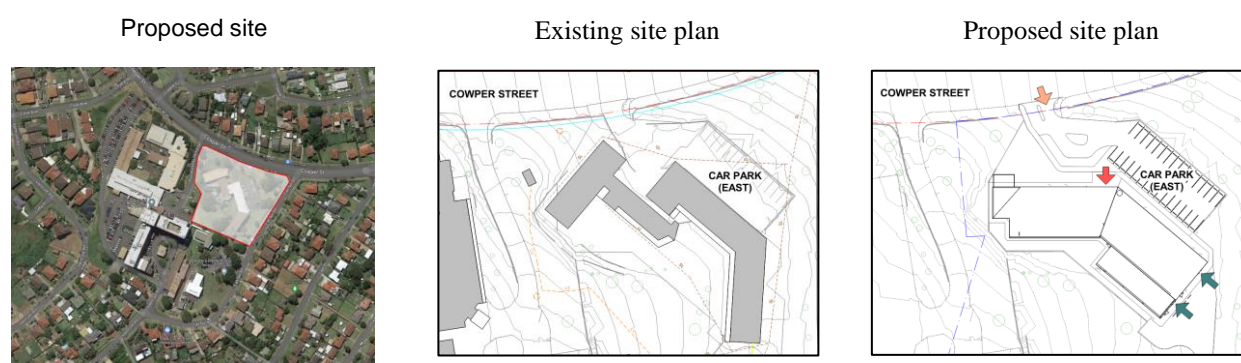 Proposed site
Existing site plan
Proposed site plan
COWPER STREET
CAR PARK
(EAST)
COWPER STREET
CAR PARK
(EAST)